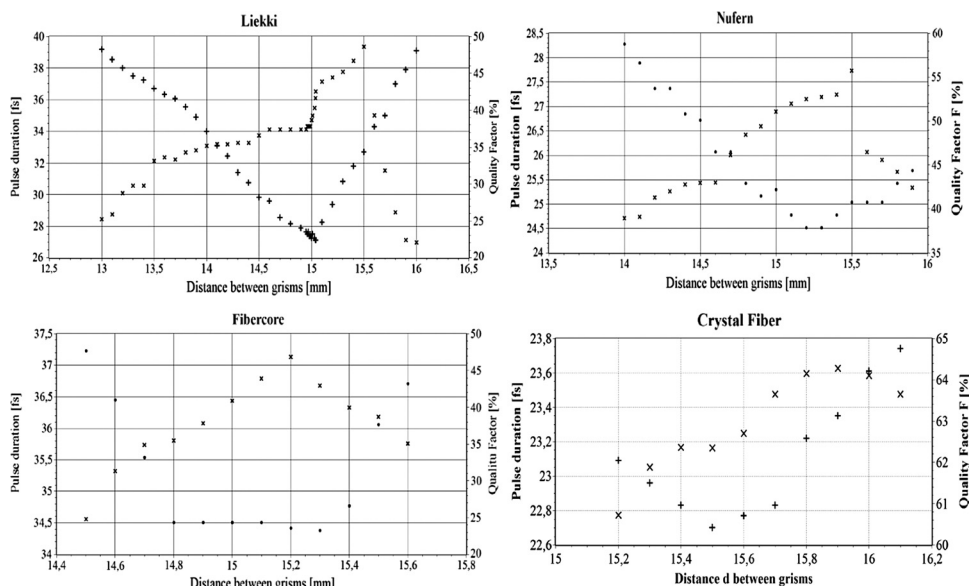 Liekki
Pulse duration [fs]
40
38
36
34
32
30
28
26
50
45
40
35
30
25
20
Quality Factor [%]
12,5 13 13,5 14 14,5 15 15,5 16 16,5
Distance between grisms [mm]
Nufern
Pulse duration [fs]
28,5
28
27,5
27
26,5
26
25,5
25
24,5
24
60
55
50
45
40
35
Quality Factor F [%]
13,5 14 14,5 15 15,5 16
Distance between grisms [mm]
Fibercore
Pulse duration [fs]
37,5
37
36,5
36
35,5
35
34,5
34
50
45
40
35
30
25
20
Qualitu Factor [%]
14,4 14,6 14,8 15 15,2 15,4 15,6 15,8
Distance between grisms [mm]
Crystal Fiber
Pulse duration [fs]
23,8
23,6
23,4
23,2
23
22,8
22,6
65
64
63
62
61
60
Quality Factor F [%]
15 15,2 15,4 15,6 15,8 16 16,2
Distance d between grisms